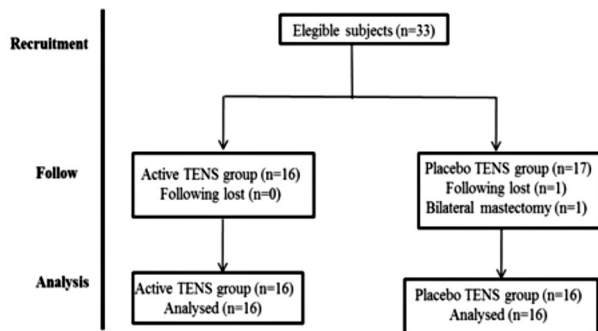 Recruitment
Elegible subjects (n=33)
Follow
Active TENS group (n=16)
Following lost (n=0)
Placebo TENS group (n=17)
Following lost (n=1)
Bilateral mastectomy (n=1)
Analysis
Active TENS group (n=16)
Analysed (n=16)
Placebo TENS group (n=16)
Analysed (n=16)